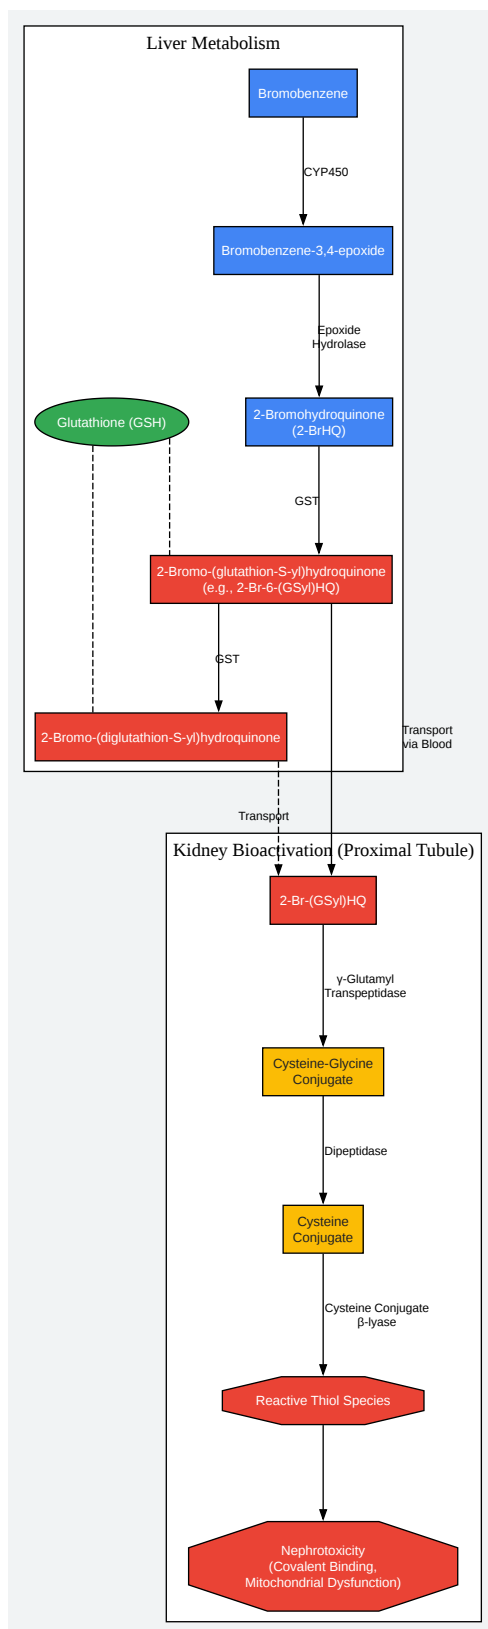 Liver Metabolism
Bromobenzene
CYP450
Bromobenzene-3,4-epoxide
Epoxide
Hydrolase
Glutathione (GSH)
2-Bromohydroquinone
(2-BrHQ)
GST
2-Bromo-(glutathion-S-yl)hydroquinone
(e.g., 2-Br-6-(GSyl)HQ)
GST
2-Bromo-(diglutathion-S-yl)hydroquinone
Transport
via Blood
Transport
Kidney Bioactivation (Proximal Tubule)
2-Br-(GSyl)HQ
γ-Glutamyl
Transpeptidase
Cysteine-Glycine
Conjugate
Dipeptidase
Cysteine
Conjugate
Cysteine Conjugate
β-lyase
Reactive Thiol Species
Nephrotoxicity
(Covalent Binding,
Mitochondrial Dysfunction)